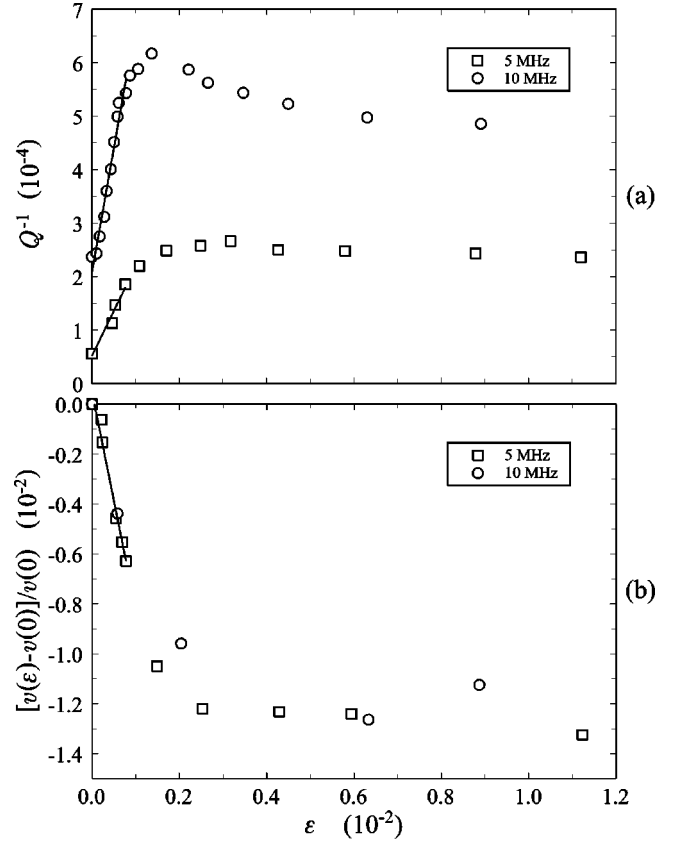 7
6
5
4
3
2
1
0
Q⁻¹ (10⁻⁴)
5 MHz
10 MHz
(a)
0.0
-0.2
-0.4
-0.6
-0.8
-1.0
-1.2
-1.4
[v(ε)-v(0)]/v(0) (10⁻²)
5 MHz
10 MHz
(b)
0.0 0.2 0.4 0.6 0.8 1.0 1.2
ε (10⁻²)